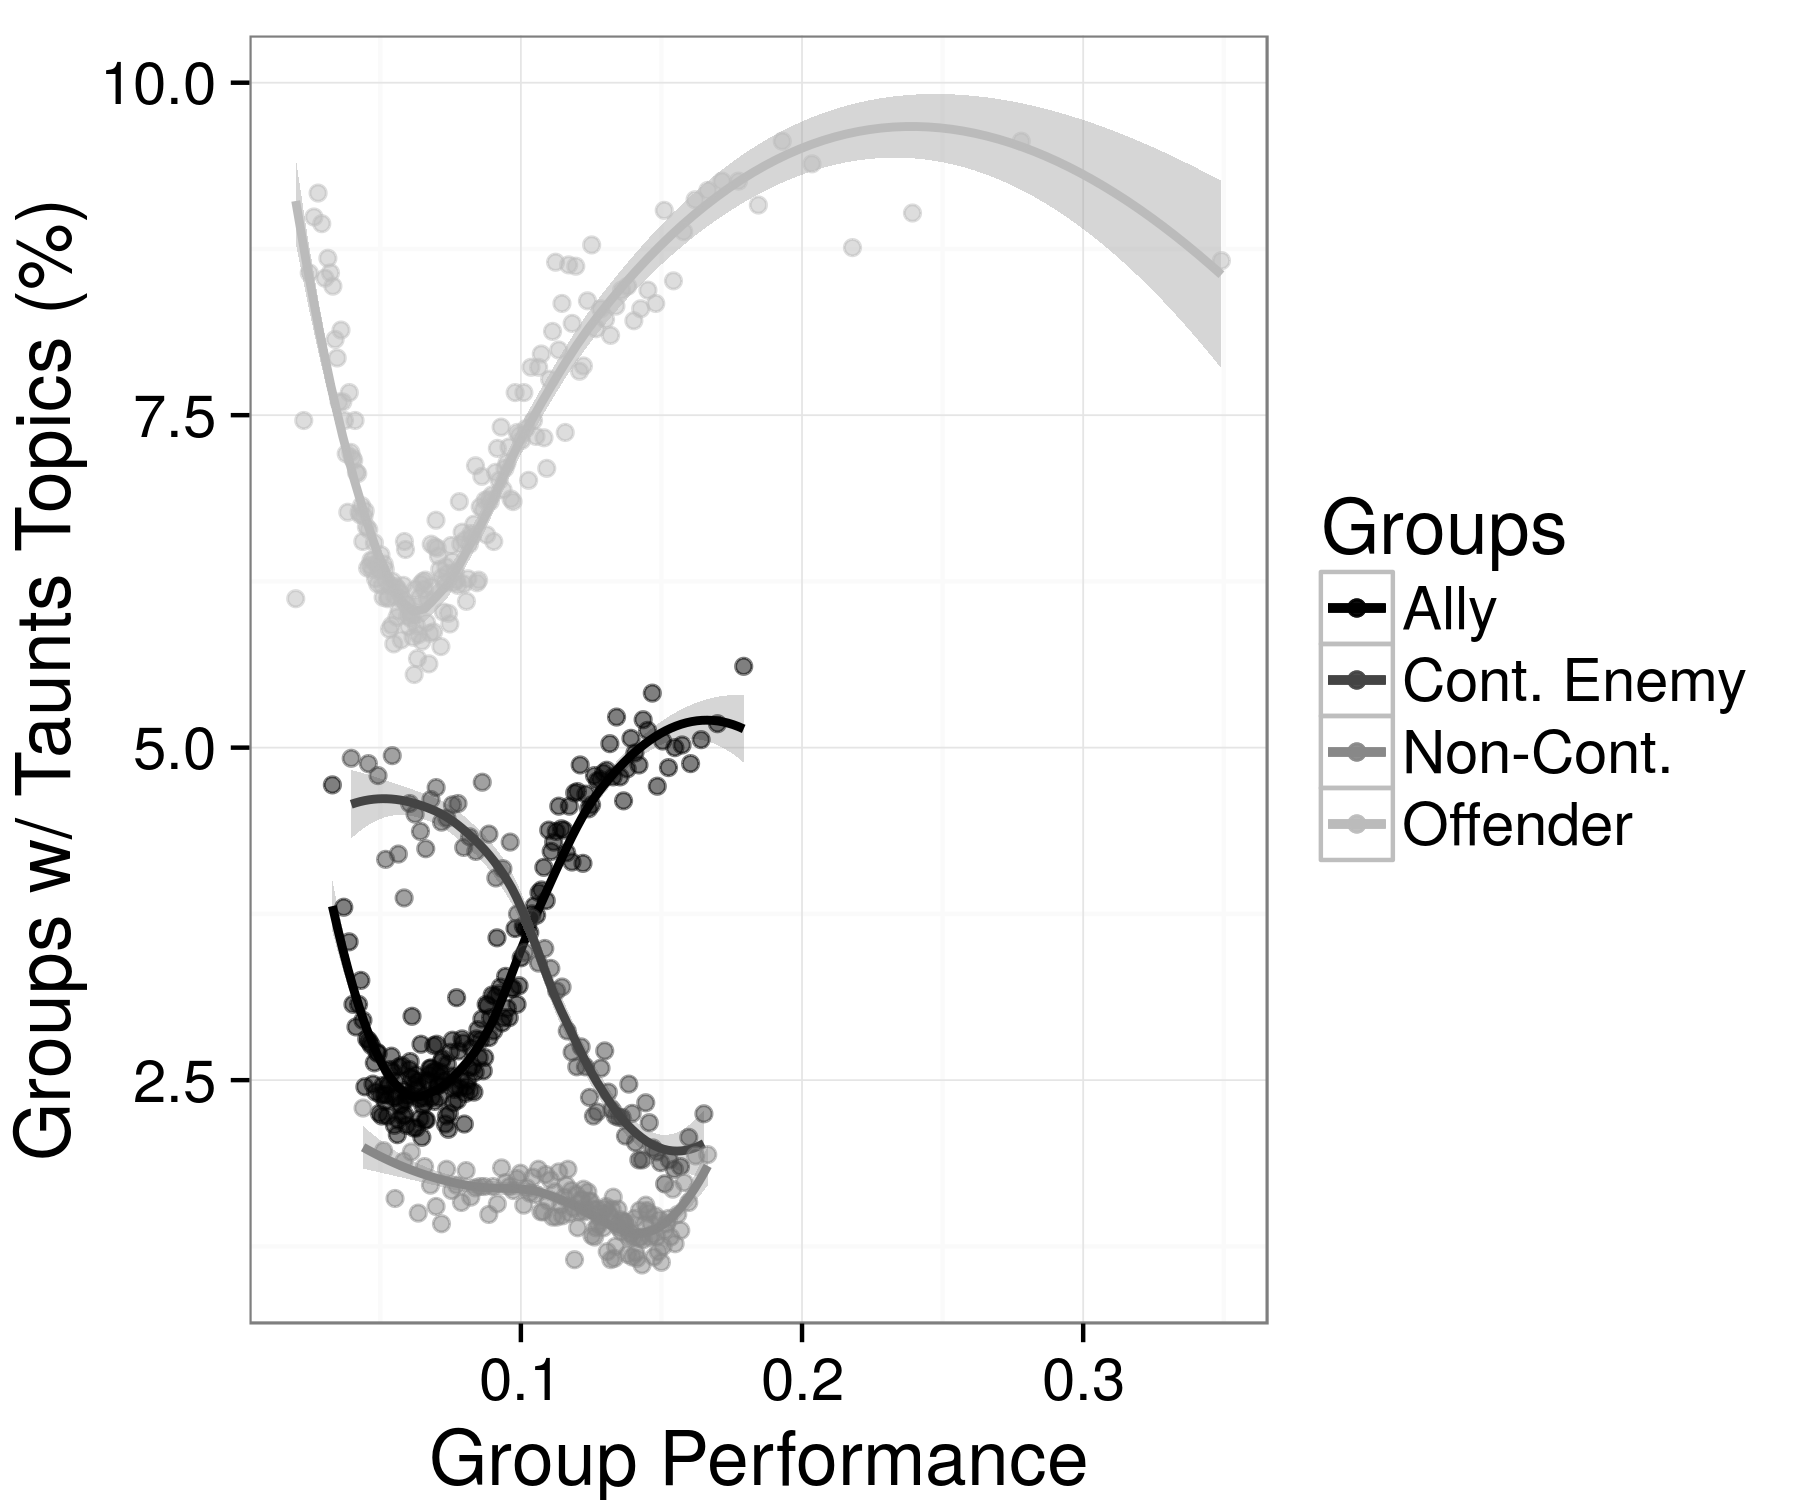 Groups w/ Taunts Topics (%)
10.0
7.5
5.0
2.5
0.1
0.2
0.3
Group Performance
Groups
Ally
Cont. Enemy
Non-Cont.
Offender